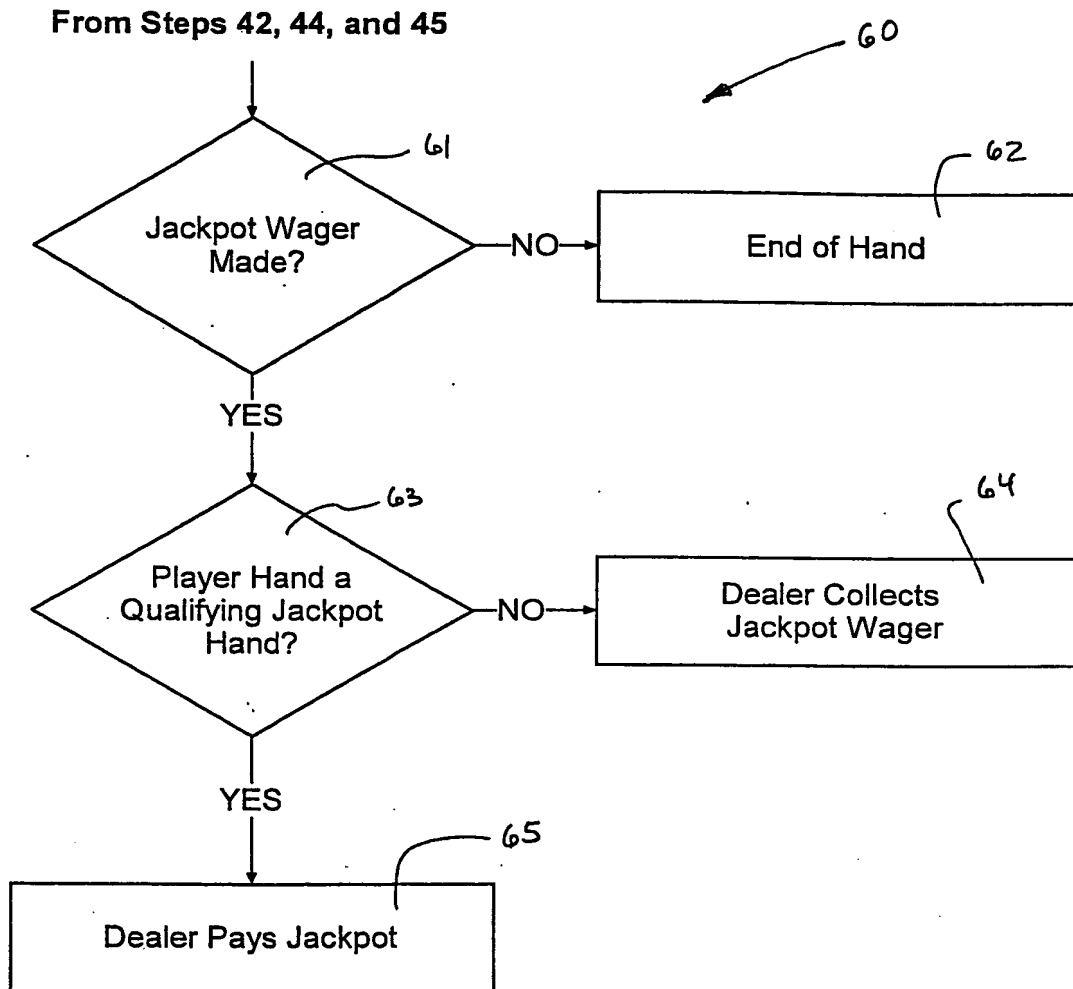 From Steps 42, 44, and 45
60
61
Jackpot Wager
Made?
NO
62
End of Hand
YES
63
Player Hand a
Qualifying Jackpot
Hand?
NO
64
Dealer Collects
Jackpot Wager
YES
65
Dealer Pays Jackpot